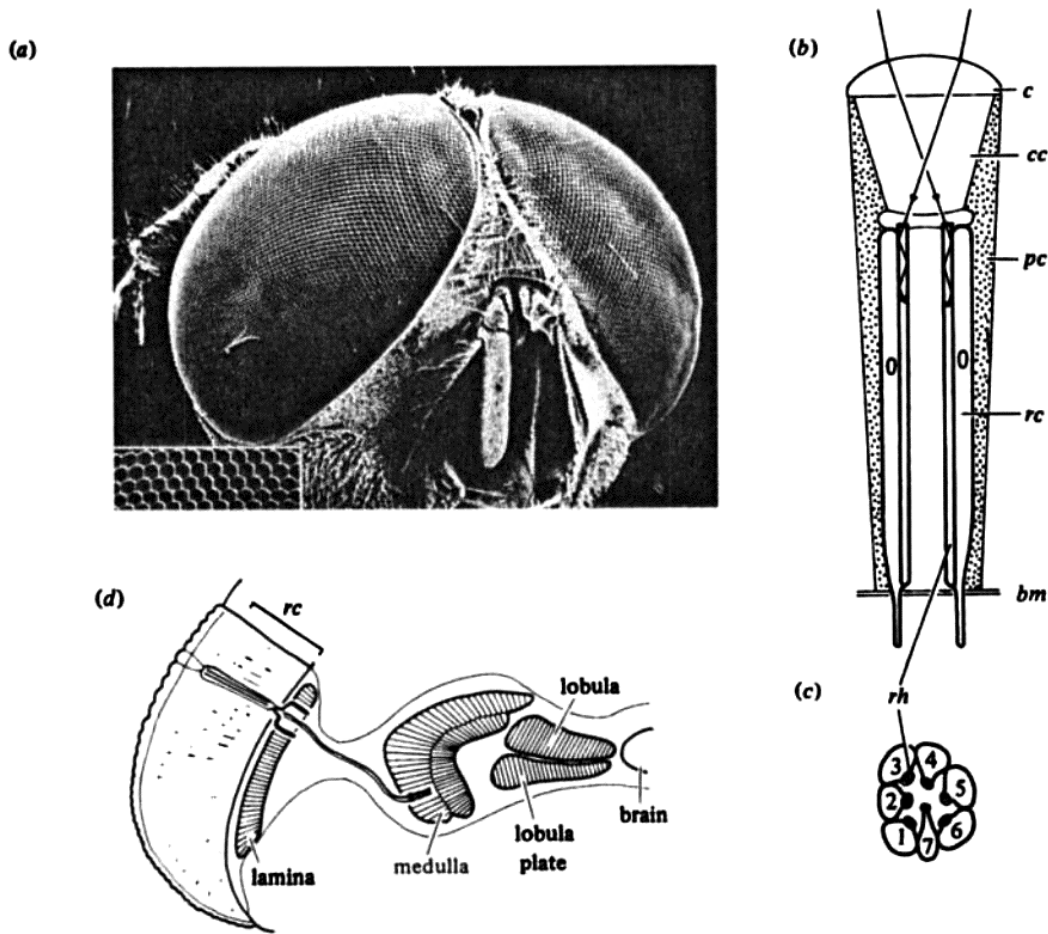 (a)
(b)
c
cc
pc
0 0
rc
bm
(c)
rh
3 4
2 5
1 7 6
(d)
rc
lobula
brain
lobula
plate
medulla
lamina